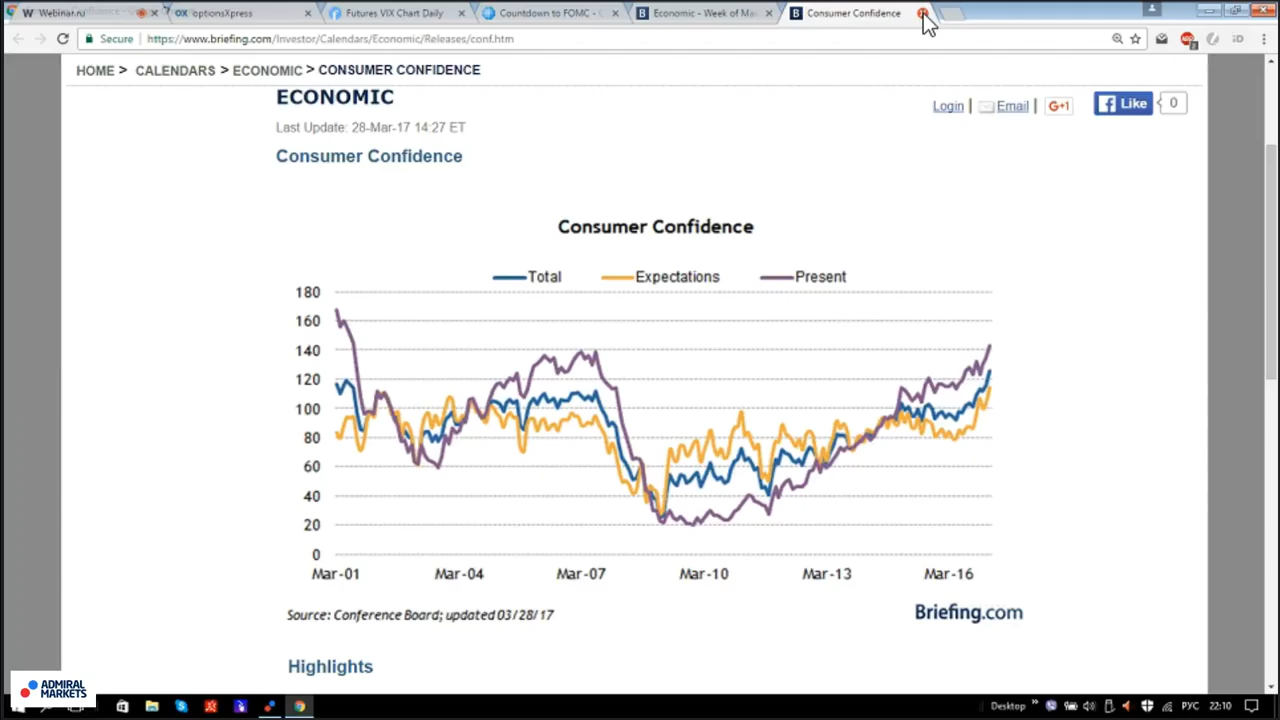 Webinar.ru
optionsXpress
Futures VIX Chart Daily
Countdown to FOMC - C
Economic - Week of Ma
Consumer Confidence
Secure
https://www.briefing.com/Investor/Calendars/Economic/Releases/conf.htm
HOME > CALENDARS > ECONOMIC > CONSUMER CONFIDENCE
ECONOMIC
Login | Email | G+1 Like 0
Last Update: 28-Mar-17 14:27 ET
Consumer Confidence
Consumer Confidence
Total Expectations Present
180
160
140
120
100
80
60
40
20
0
Mar-01 Mar-04 Mar-07 Mar-10 Mar-13 Mar-16
Source: Conference Board; updated 03/28/17
Briefing.com
Highlights
ADMIRAL
MARKETS
Desktop
РУС
22:10